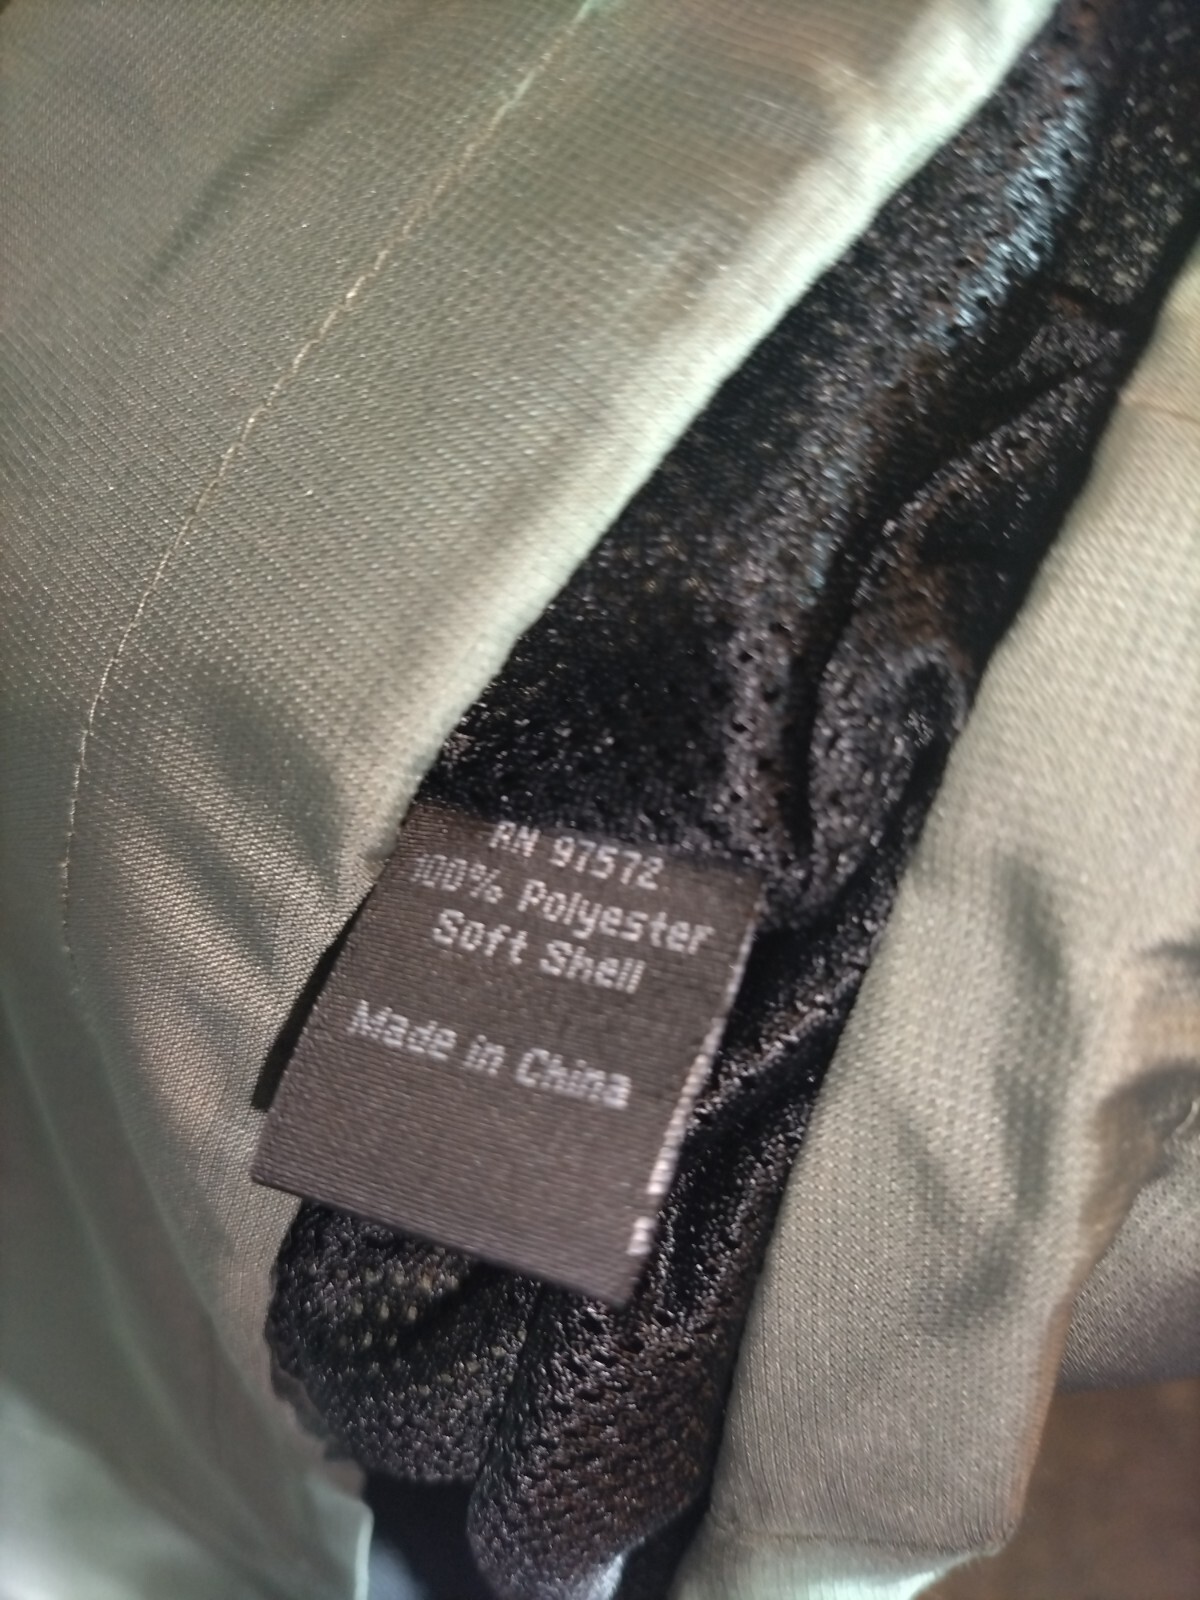 RN 97572
100% Polyester
Soft Shell
Made in China